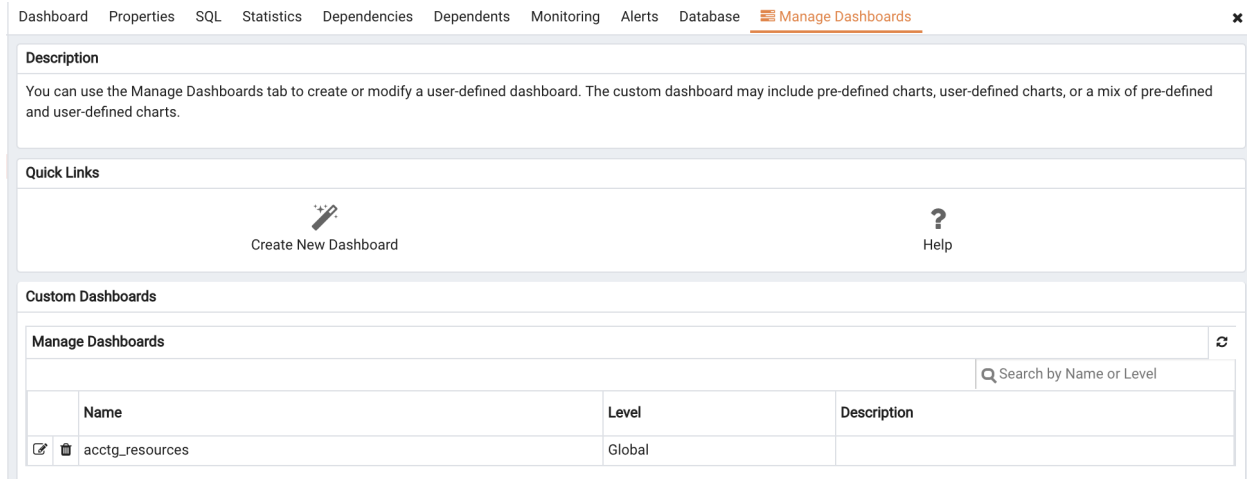 Dashboard Properties SQL Statistics Dependencies Dependents Monitoring Alerts Database Manage Dashboards
Description
You can use the Manage Dashboards tab to create or modify a user-defined dashboard. The custom dashboard may include pre-defined charts, user-defined charts, or a mix of pre-defined
and user-defined charts.
Quick Links
Create New Dashboard Help
Custom Dashboards
Manage Dashboards
Search by Name or Level
Name Level Description
acctg_resources Global